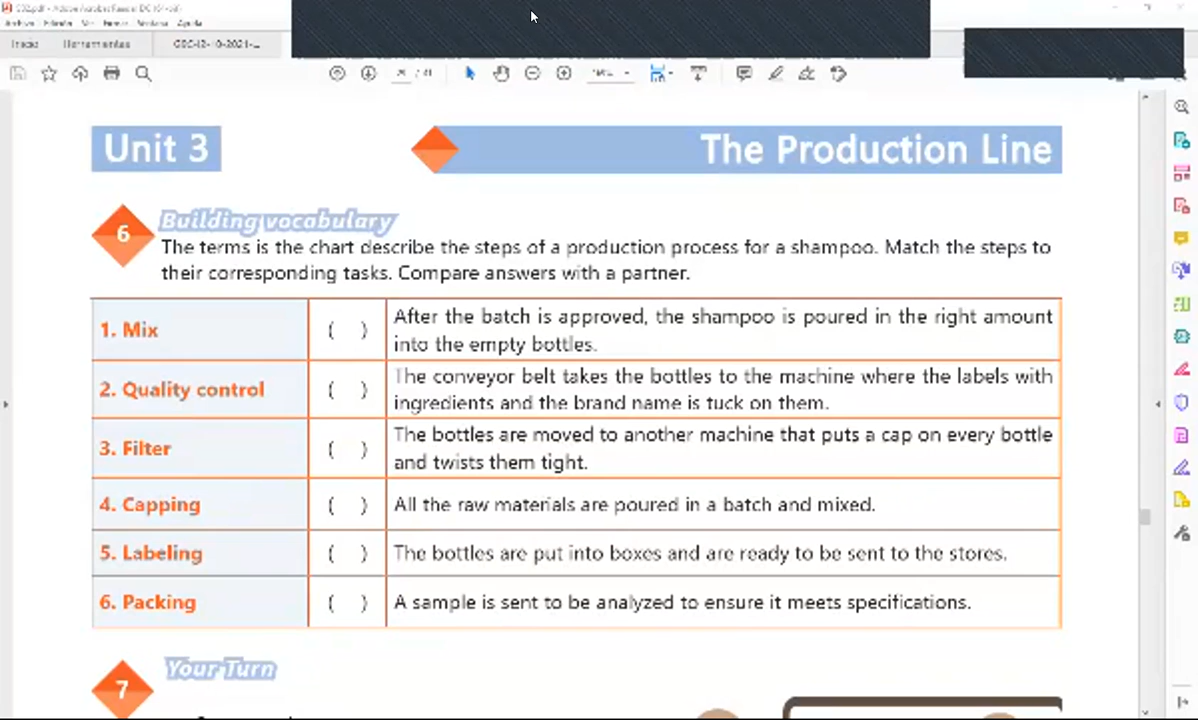 Inicio Herramientas
Unit 3 The Production Line
6 Building vocabulary
The terms is the chart describe the steps of a production process for a shampoo. Match the steps to
their corresponding tasks. Compare answers with a partner.
1. Mix ( ) After the batch is approved, the shampoo is poured in the right amount
into the empty bottles.
2. Quality control ( ) The conveyor belt takes the bottles to the machine where the labels with
ingredients and the brand name is tuck on them.
3. Filter ( ) The bottles are moved to another machine that puts a cap on every bottle
and twists them tight.
4. Capping ( ) All the raw materials are poured in a batch and mixed.
5. Labeling ( ) The bottles are put into boxes and are ready to be sent to the stores.
6. Packing ( ) A sample is sent to be analyzed to ensure it meets specifications.
7 Your Turn